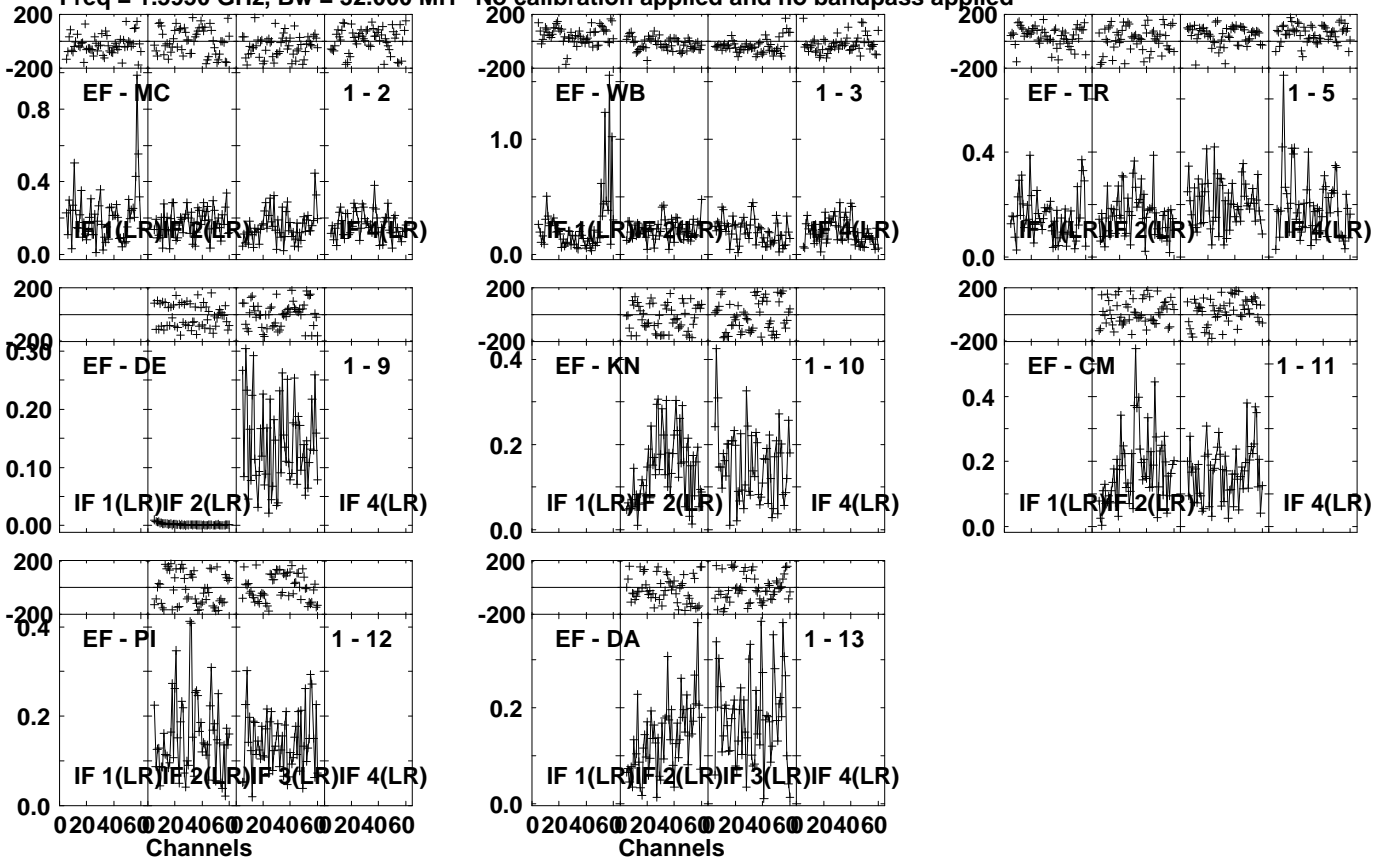 Freq = 1.5950 GHz, Bw = 32.000 MH No calibration applied and no bandpass applied
200
-200
EF - MC
1 - 2
0.8
0.4
0.0
IF 1(LR)
IF 2(LR)
IF 4(LR)
200
-200
EF - WB
1 - 3
1.0
0.0
IF 1(LR)
IF 2(LR)
IF 4(LR)
200
-200
EF - TR
1 - 5
0.4
0.0
IF 1(LR)
IF 2(LR)
IF 4(LR)
200
-200
0.30
EF - DE
1 - 9
0.20
0.10
0.00
IF 1(LR)
IF 2(LR)
IF 4(LR)
200
-200
0.4
EF - KN
1 - 10
0.2
0.0
IF 1(LR)
IF 2(LR)
IF 4(LR)
200
-200
EF - CM
1 - 11
0.4
0.2
0.0
IF 1(LR)
IF 2(LR)
IF 4(LR)
200
-200
0.4
EF - PI
1 - 12
0.2
0.0
IF 1(LR)
IF 2(LR)
IF 3(LR)
IF 4(LR)
0 20 40 60 0 20 40 60 0 20 40 60 0 20 40 60
Channels
200
-200
EF - DA
1 - 13
0.2
0.0
IF 1(LR)
IF 2(LR)
IF 3(LR)
IF 4(LR)
0 20 40 60 0 20 40 60 0 20 40 60 0 20 40 60
Channels